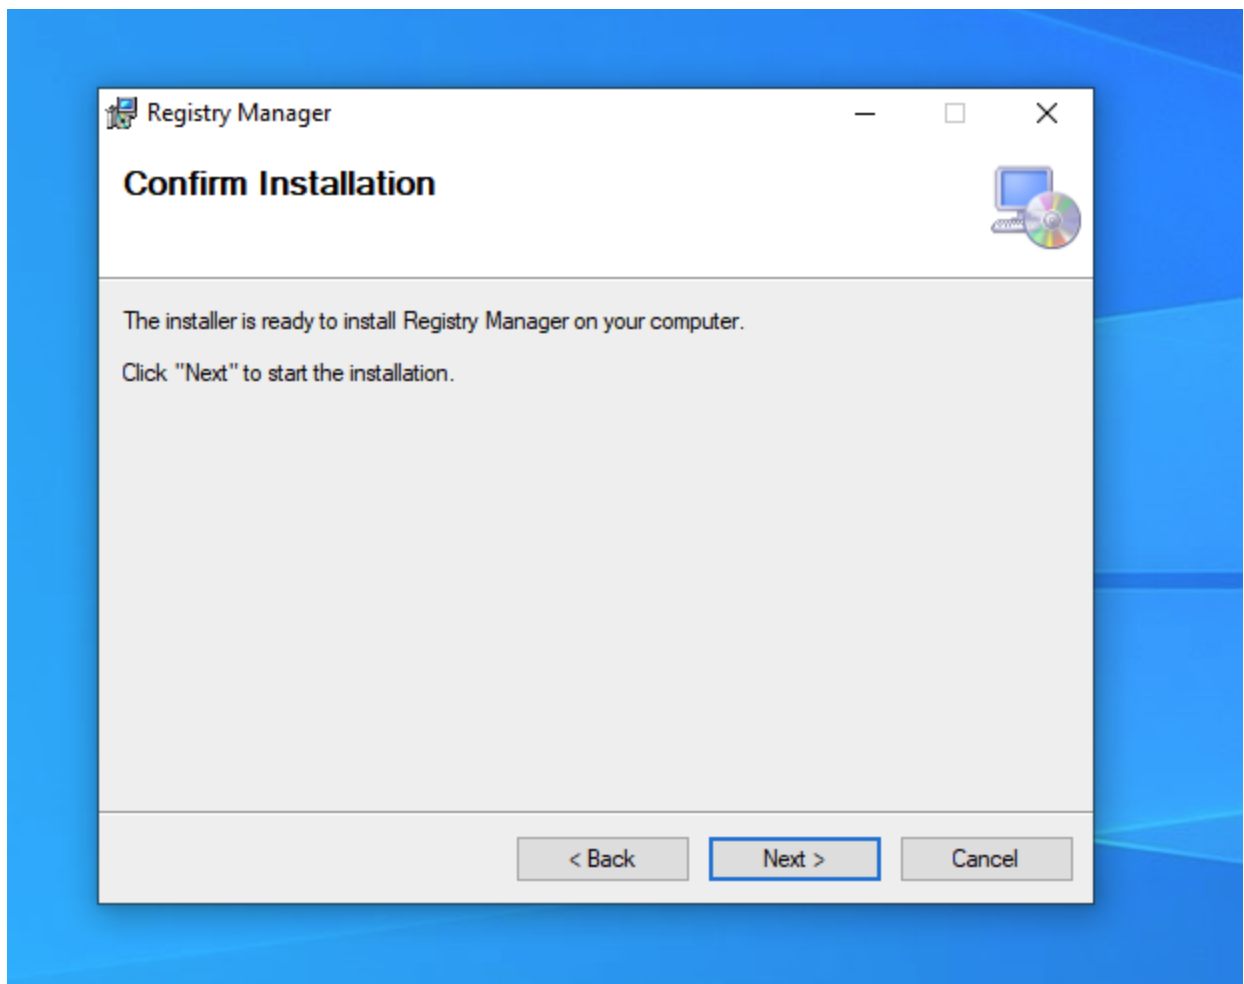 Registry Manager
Confirm Installation
The installer is ready to install Registry Manager on your computer.
Click "Next" to start the installation.
< Back
Next >
Cancel